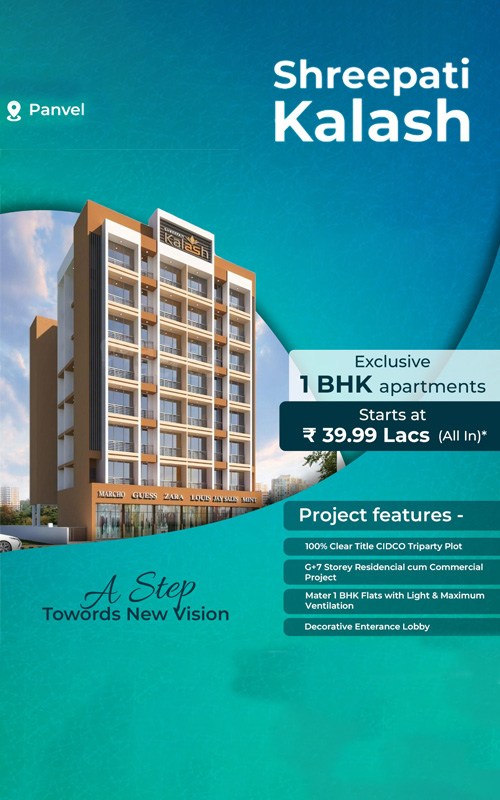 Shreepati
Kalash
Panvel
SHREEPATI
Kalash
Exclusive
1 BHK apartments
Starts at
₹ 39.99 Lacs (All In)*
MARCHO GUESS ZARA LOUIS JAY SALES MINT
Project features -
100% Clear Title CIDCO Triparty Plot
G+7 Storey Residencial cum Commercial
Project
Mater 1 BHK Flats with Light & Maximum
Ventilation
Decorative Enterance Lobby
A Step
Towords New Vision